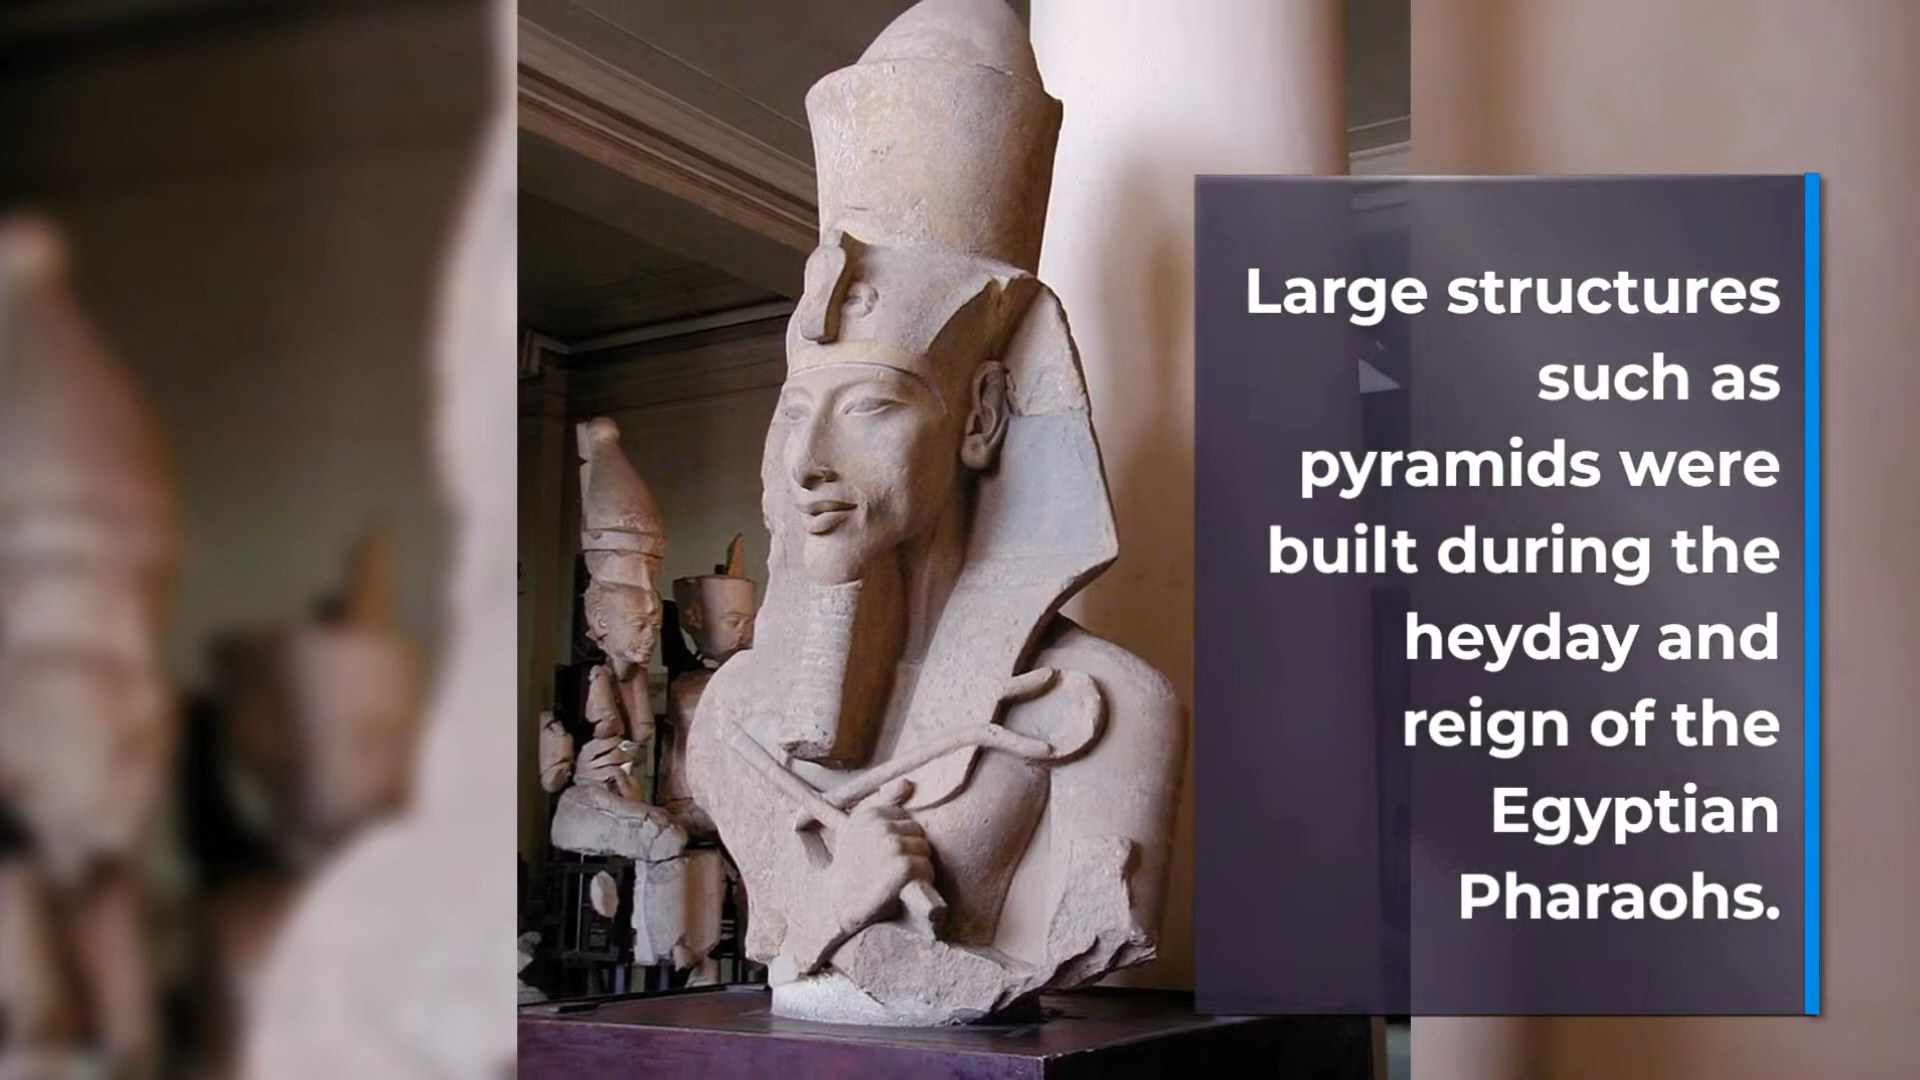 Large structures
such as
pyramids were
built during the
heyday and
reign of the
Egyptian
Pharaohs.